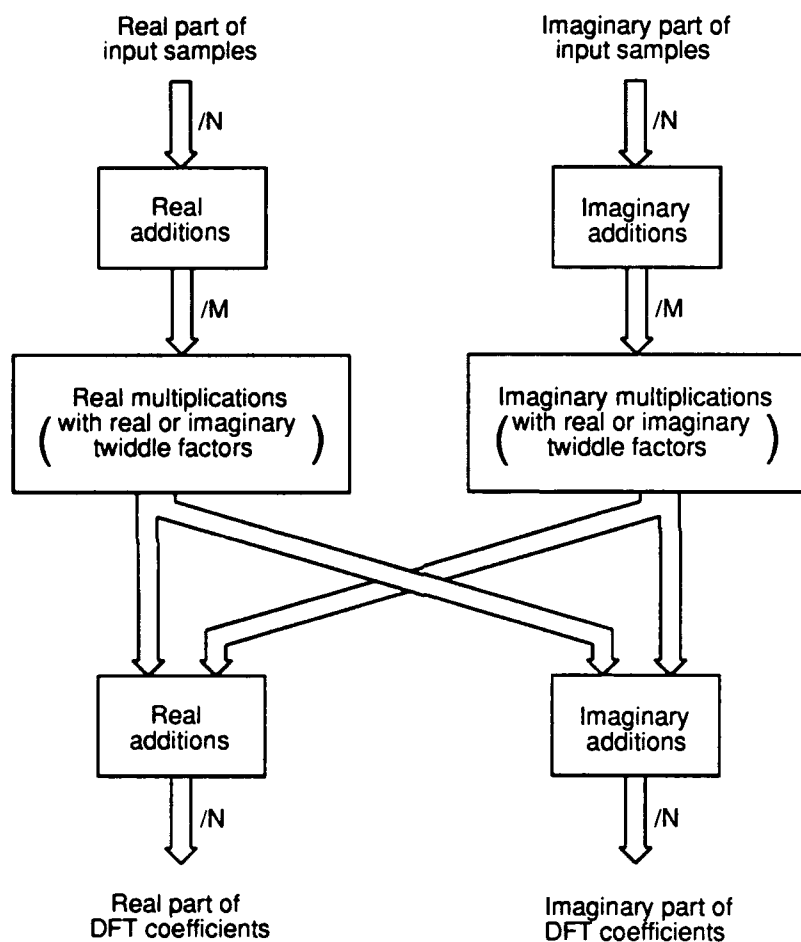 Real part of
input samples
Imaginary part of
input samples
/N
/N
Real
additions
Imaginary
additions
/M
/M
Real multiplications
(with real or imaginary)
twiddle factors
Imaginary multiplications
(with real or imaginary)
twiddle factors
Real
additions
Imaginary
additions
/N
/N
Real part of
DFT coefficients
Imaginary part of
DFT coefficients